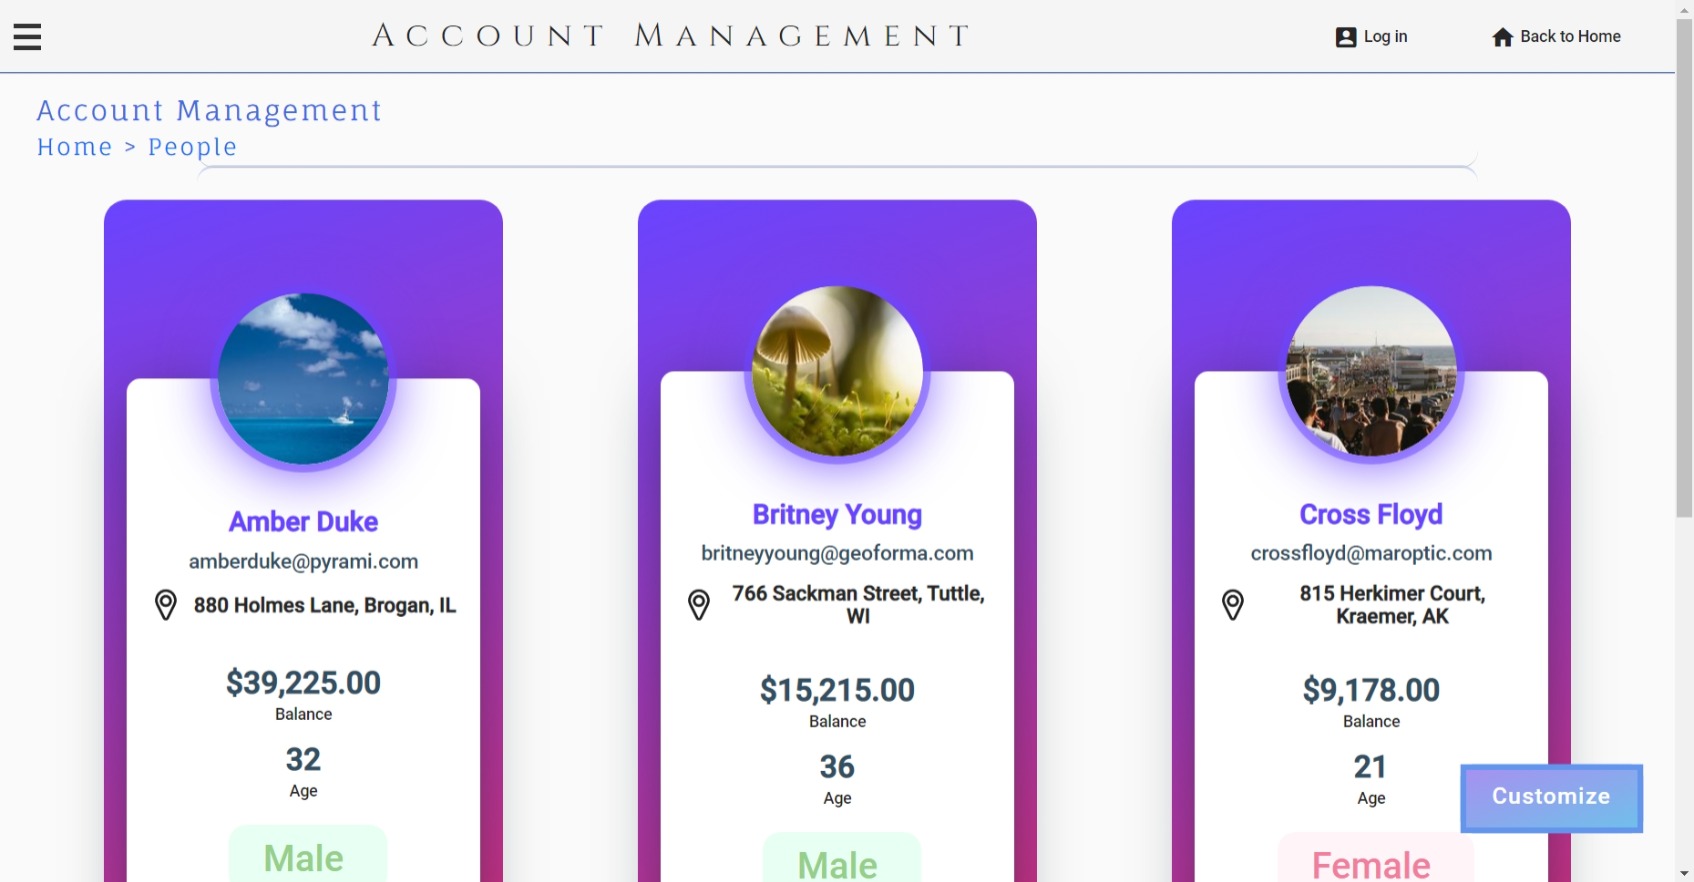 Account Management
Log in
Back to Home
Account Management
Home > People
Amber Duke
amberduke@pyrami.com
880 Holmes Lane, Brogan, IL
$39,225.00
Balance
32
Age
Male
Britney Young
britneyyoung@geoforma.com
766 Sackman Street, Tuttle,
WI
$15,215.00
Balance
36
Age
Male
Cross Floyd
crossfloyd@maroptic.com
815 Herkimer Court,
Kraemer, AK
$9,178.00
Balance
21
Age
Female
Customize